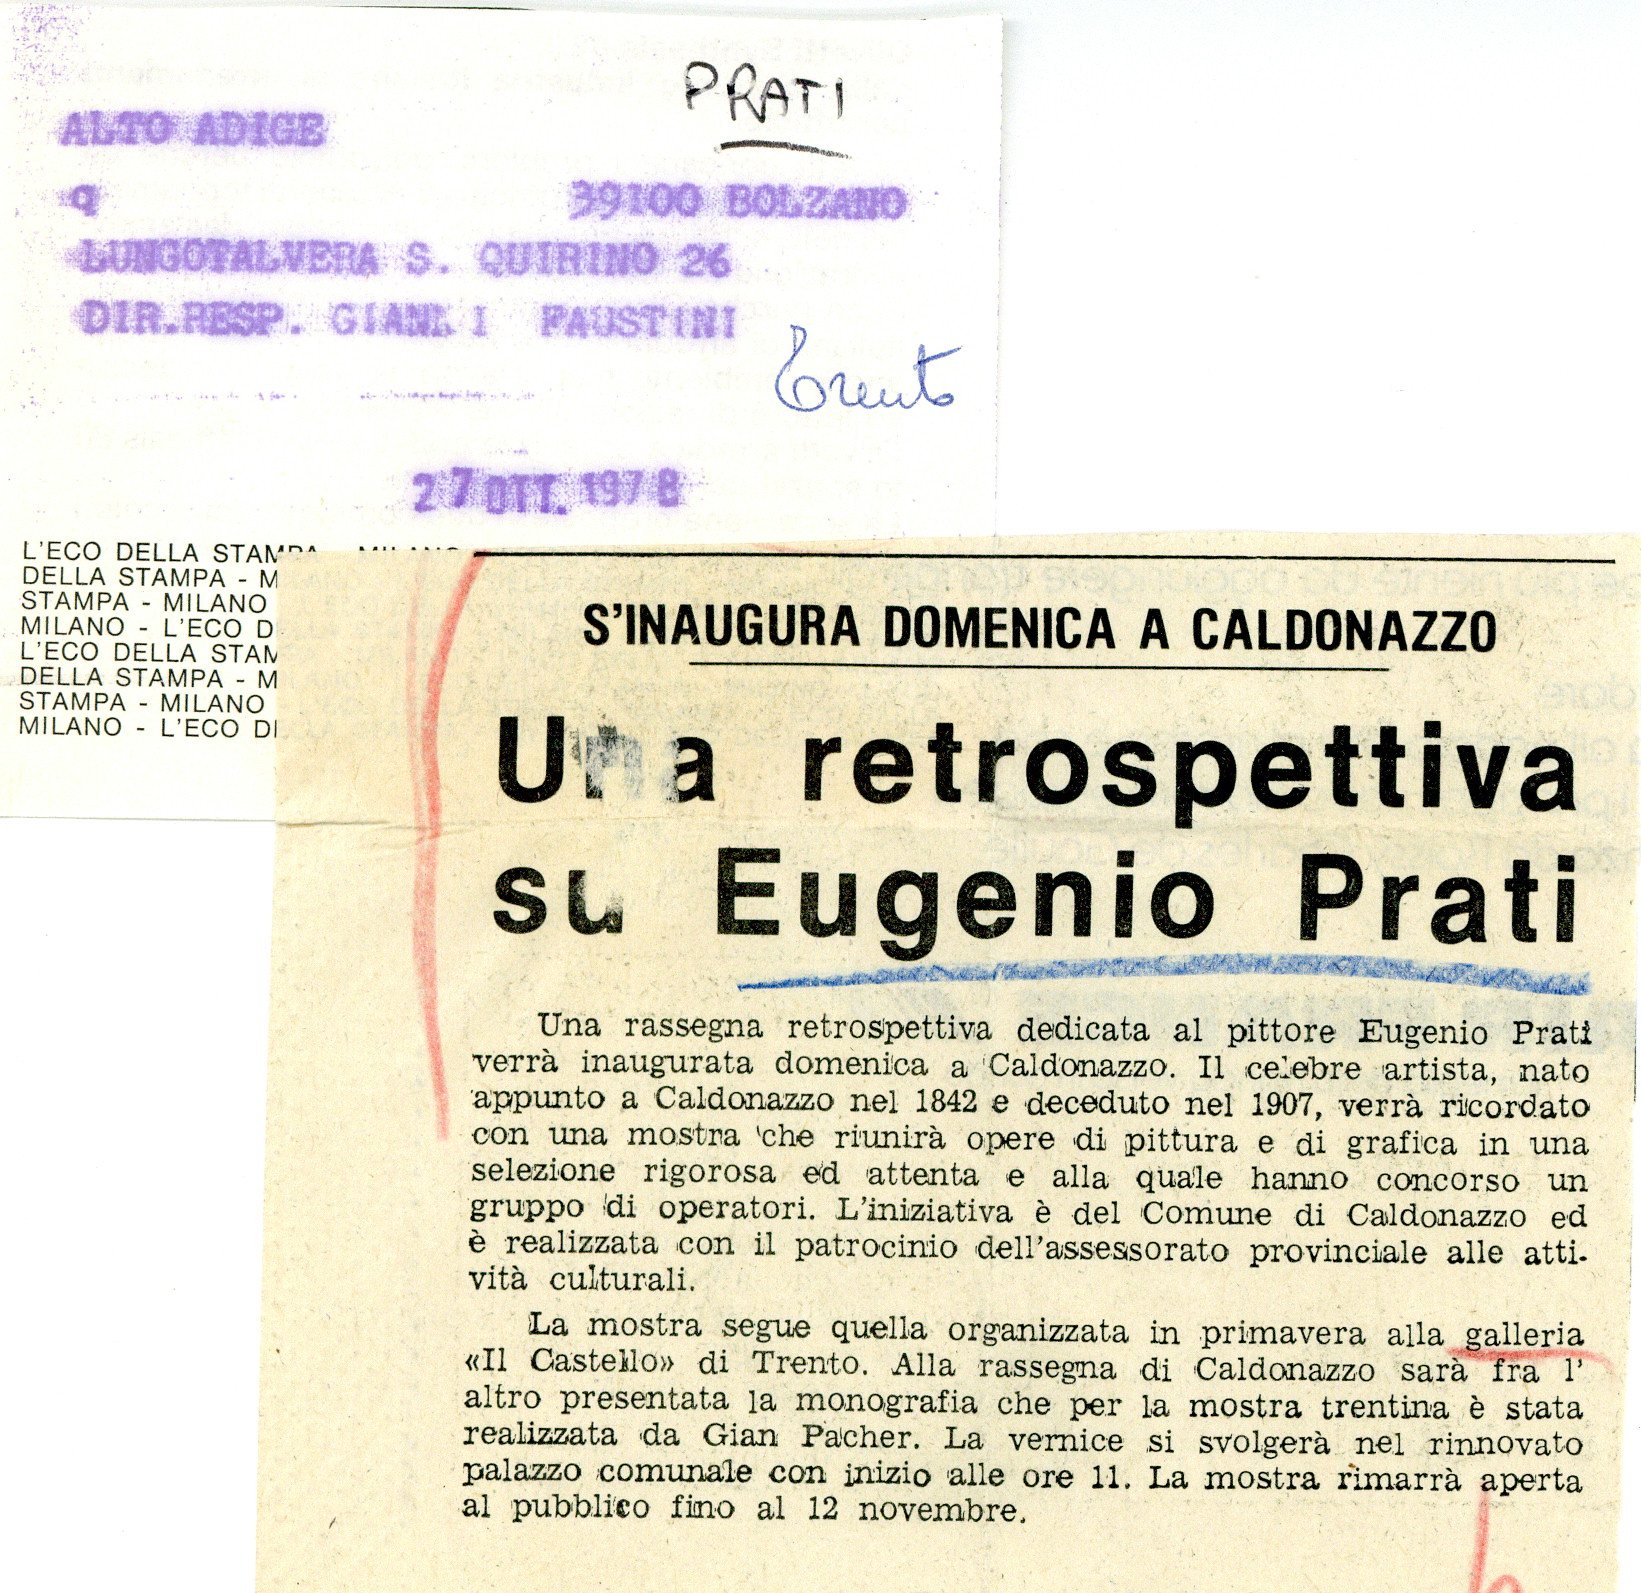 PRATI
ALTO ADIGE
q 39100 BOLZANO
LUNGOTALVERA S. QUIRINO 26
DIR.RESP. GIANNI FAUSTINI
Trento
27 OTT. 1978
L'ECO DELLA STAMPA - MILANO
DELLA STAMPA - M
STAMPA - MILANO
MILANO - L'ECO D
L'ECO DELLA STAM
DELLA STAMPA - M
STAMPA - MILANO
MILANO - L'ECO DE
S'INAUGURA DOMENICA A CALDONAZZO
Una retrospettiva
su Eugenio Prati
Una rassegna retrospettiva dedicata al pittore Eugenio Prati
verrà inaugurata domenica a Caldonazzo. Il celebre artista, nato
appunto a Caldonazzo nel 1842 e deceduto nel 1907, verrà ricordato
con una mostra che riunirà opere di pittura e di grafica in una
selezione rigorosa ed attenta e alla quale hanno concorso un
gruppo di operatori. L'iniziativa è del Comune di Caldonazzo ed
è realizzata con il patrocinio dell'assessorato provinciale alle atti-
vità culturali.
La mostra segue quella organizzata in primavera alla galleria
«Il Castello» di Trento. Alla rassegna di Caldonazzo sarà fra l'
altro presentata la monografia che per la mostra trentina è stata
realizzata da Gian Pacher. La vernice si svolgerà nel rinnovato
palazzo comunale con inizio alle ore 11. La mostra rimarrà aperta
al pubblico fino al 12 novembre.